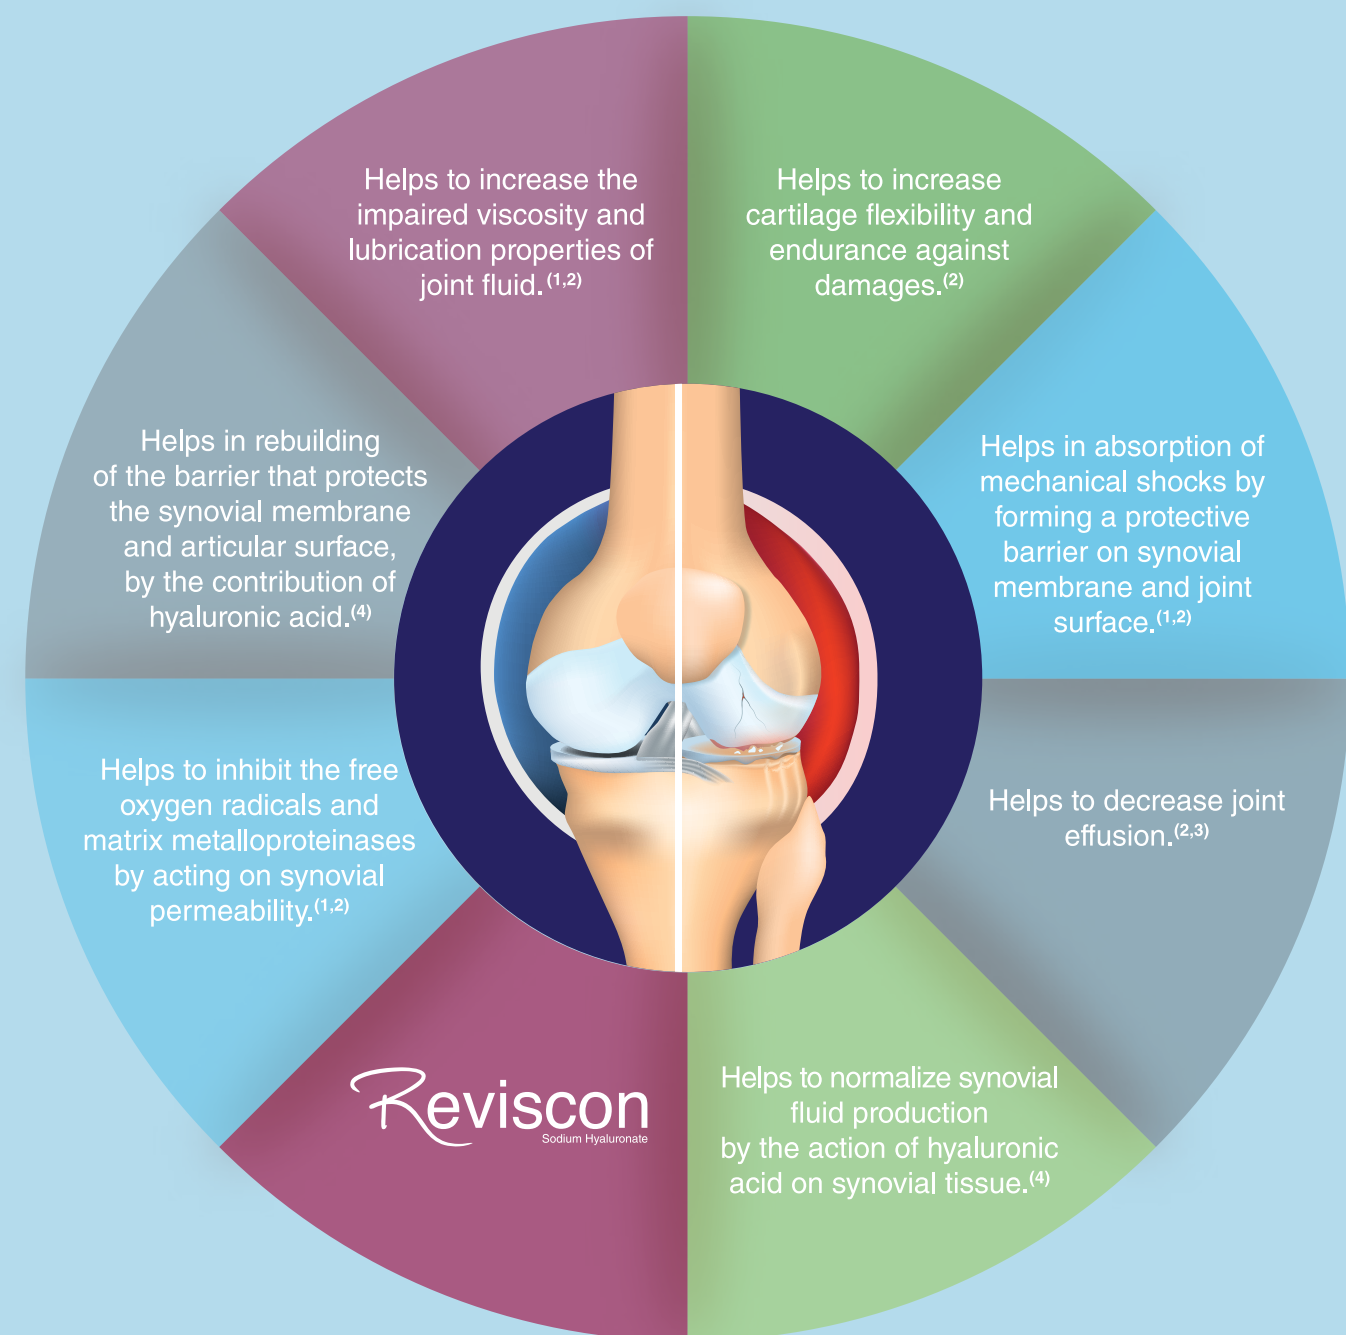 Helps to increase the
impaired viscosity and
lubrication properties of
joint fluid.(1,2)
Helps to increase
cartilage flexibility and
endurance against
damages.(2)
Helps in absorption of
mechanical shocks by
forming a protective
barrier on synovial
membrane and joint
surface.(1,2)
Helps to decrease joint
effusion.(2,3)
Helps to normalize synovial
fluid production
by the action of hyaluronic
acid on synovial tissue.(4)
Reviscon
Sodium Hyaluronate
Helps to inhibit the free
oxygen radicals and
matrix metalloproteinases
by acting on synovial
permeability.(1,2)
Helps in rebuilding
of the barrier that protects
the synovial membrane
and articular surface,
by the contribution of
hyaluronic acid.(4)